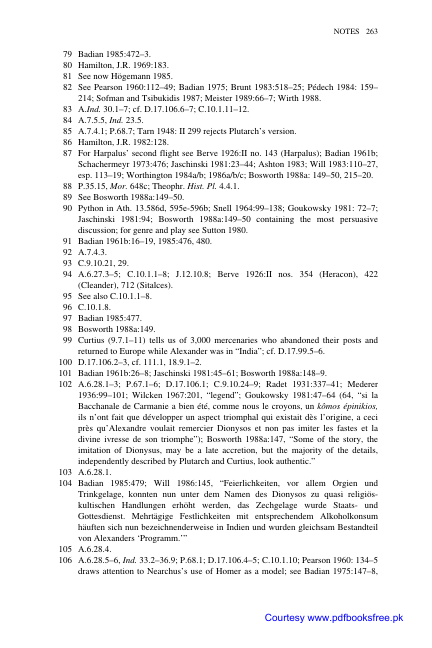 NOTES 263
79 Badian 1985:472–3.
80 Hamilton, J.R. 1969:183.
81 See now Högemann 1985.
82 See Pearson 1960:112–49; Badian 1975; Brunt 1983:518–25; Pédech 1984: 159–
214; Sofman and Tsibukidis 1987; Meister 1989:66–7; Wirth 1988.
83 A.Ind. 30.1–7; cf. D.17.106.6–7; C.10.1.11–12.
84 A.7.5.5, Ind. 23.5.
85 A.7.4.1; P.68.7; Tarn 1948: II 299 rejects Plutarch’s version.
86 Hamilton, J.R. 1982:128.
87 For Harpalus’ second flight see Berve 1926:II no. 143 (Harpalus); Badian 1961b;
Schachermeyr 1973:476; Jaschinski 1981:23–44; Ashton 1983; Will 1983:110–27,
esp. 113–19; Worthington 1984a/b; 1986a/b/c; Bosworth 1988a: 149–50, 215–20.
88 P.35.15, Mor. 648c; Theophr. Hist. Pl. 4.4.1.
89 See Bosworth 1988a:149–50.
90 Python in Ath. 13.586d, 595e-596b; Snell 1964:99–138; Goukowsky 1981: 72–7;
Jaschinski 1981:94; Bosworth 1988a:149–50 containing the most persuasive
discussion; for genre and play see Sutton 1980.
91 Badian 1961b:16–19, 1985:476, 480.
92 A.7.4.3.
93 C.9.10.21, 29.
94 A.6.27.3–5; C.10.1.1–8; J.12.10.8; Berve 1926:II nos. 354 (Heracon), 422
(Cleander), 712 (Sitalces).
95 See also C.10.1.1–8.
96 C.10.1.8.
97 Badian 1985:477.
98 Bosworth 1988a:149.
99 Curtius (9.7.1–11) tells us of 3,000 mercenaries who abandoned their posts and
returned to Europe while Alexander was in “India”; cf. D.17.99.5–6.
100 D.17.106.2–3, cf. 111.1, 18.9.1–2.
101 Badian 1961b:26–8; Jaschinski 1981:45–61; Bosworth 1988a:148–9.
102 A.6.28.1–3; P.67.1–6; D.17.106.1; C.9.10.24–9; Radet 1931:337–41; Mederer
1936:99–101; Wilcken 1967:201, “legend”; Goukowsky 1981:47–64 (64, “si la
Bacchanale de Carmanie a bien été, comme nous le croyons, un kômos épinikios,
ils n’ont fait que développer un aspect triomphal qui existait dès l’origine, a ceci
près qu’Alexandre voulait remercier Dionysos et non pas imiter les fastes et la
divine ivresse de son triomphe”); Bosworth 1988a:147, “Some of the story, the
imitation of Dionysus, may be a late accretion, but the majority of the details,
independently described by Plutarch and Curtius, look authentic.”
103 A.6.28.1.
104 Badian 1985:479; Will 1986:145, “Feierlichkeiten, vor allem Orgien und
Trinkgelage, konnten nun unter dem Namen des Dionysos zu quasi religiös-
kultischen Handlungen erhöht werden, das Zechgelage wurde Staats- und
Gottesdienst. Mehrtägige Festlichkeiten mit entsprechendem Alkoholkonsum
häuften sich nun bezeichnenderweise in Indien und wurden gleichsam Bestandteil
von Alexanders ‘Programm.’”
105 A.6.28.4.
106 A.6.28.5–6, Ind. 33.2–36.9; P.68.1; D.17.106.4–5; C.10.1.10; Pearson 1960: 134–5
draws attention to Nearchus’s use of Homer as a model; see Badian 1975:147–8,
Courtesy www.pdfbooksfree.pk